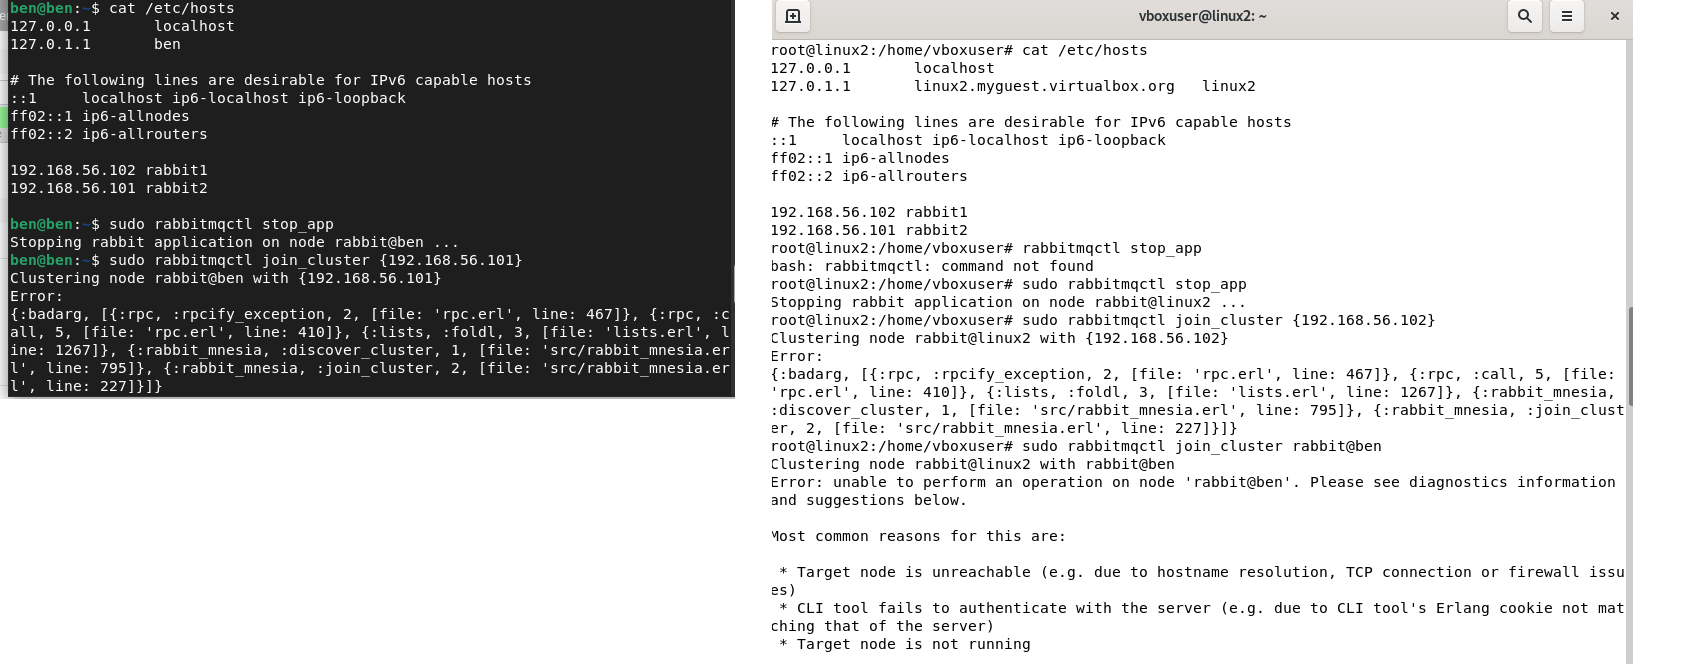 ben@ben:~$ cat /etc/hosts
127.0.0.1       localhost
127.0.1.1       ben
# The following lines are desirable for IPv6 capable hosts
::1     localhost ip6-localhost ip6-loopback
ff02::1 ip6-allnodes
ff02::2 ip6-allrouters
192.168.56.102 rabbit1
192.168.56.101 rabbit2
ben@ben:~$ sudo rabbitmqctl stop_app
Stopping rabbit application on node rabbit@ben ...
ben@ben:~$ sudo rabbitmqctl join_cluster {192.168.56.101}
Clustering node rabbit@ben with {192.168.56.101}
Error:
{:badarg, [{:rpc, :rpcify_exception, 2, [file: 'rpc.erl', line: 467]}, {:rpc, :c
all, 5, [file: 'rpc.erl', line: 410]}, {:lists, :foldl, 3, [file: 'lists.erl', l
ine: 1267]}, {:rabbit_mnesia, :discover_cluster, 1, [file: 'src/rabbit_mnesia.er
l', line: 795]}, {:rabbit_mnesia, :join_cluster, 2, [file: 'src/rabbit_mnesia.er
l', line: 227]}]}
vboxuser@linux2: ~
root@linux2:/home/vboxuser# cat /etc/hosts
127.0.0.1       localhost
127.0.1.1       linux2.myguest.virtualbox.org   linux2
# The following lines are desirable for IPv6 capable hosts
::1     localhost ip6-localhost ip6-loopback
ff02::1 ip6-allnodes
ff02::2 ip6-allrouters
192.168.56.102 rabbit1
192.168.56.101 rabbit2
root@linux2:/home/vboxuser# rabbitmqctl stop_app
bash: rabbitmqctl: command not found
root@linux2:/home/vboxuser# sudo rabbitmqctl stop_app
Stopping rabbit application on node rabbit@linux2 ...
root@linux2:/home/vboxuser# sudo rabbitmqctl join_cluster {192.168.56.102}
Clustering node rabbit@linux2 with {192.168.56.102}
Error:
{:badarg, [{:rpc, :rpcify_exception, 2, [file: 'rpc.erl', line: 467]}, {:rpc, :call, 5, [file:
'rpc.erl', line: 410]}, {:lists, :foldl, 3, [file: 'lists.erl', line: 1267]}, {:rabbit_mnesia,
:discover_cluster, 1, [file: 'src/rabbit_mnesia.erl', line: 795]}, {:rabbit_mnesia, :join_clust
er, 2, [file: 'src/rabbit_mnesia.erl', line: 227]}]}
root@linux2:/home/vboxuser# sudo rabbitmqctl join_cluster rabbit@ben
Clustering node rabbit@linux2 with rabbit@ben
Error: unable to perform an operation on node 'rabbit@ben'. Please see diagnostics information
and suggestions below.
Most common reasons for this are:
* Target node is unreachable (e.g. due to hostname resolution, TCP connection or firewall issu
es)
* CLI tool fails to authenticate with the server (e.g. due to CLI tool's Erlang cookie not mat
ching that of the server)
* Target node is not running